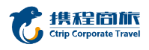 携程商旅
Ctrip Corporate Travel